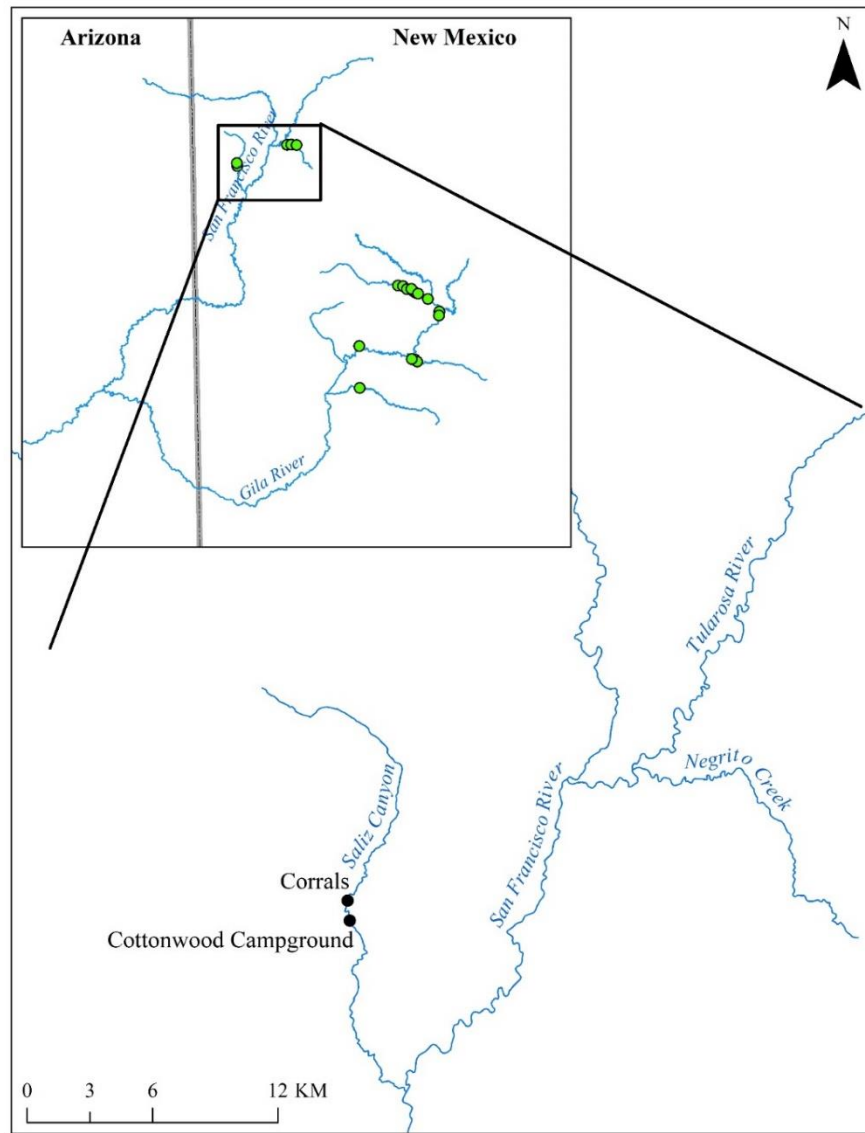 Arizona
New Mexico
N
San Francisco River
Gila River
Tularosa River
Negrito Creek
San Francisco River
Saliz Canyon
Corrals
Cottonwood Campground
0 3 6 12 KM